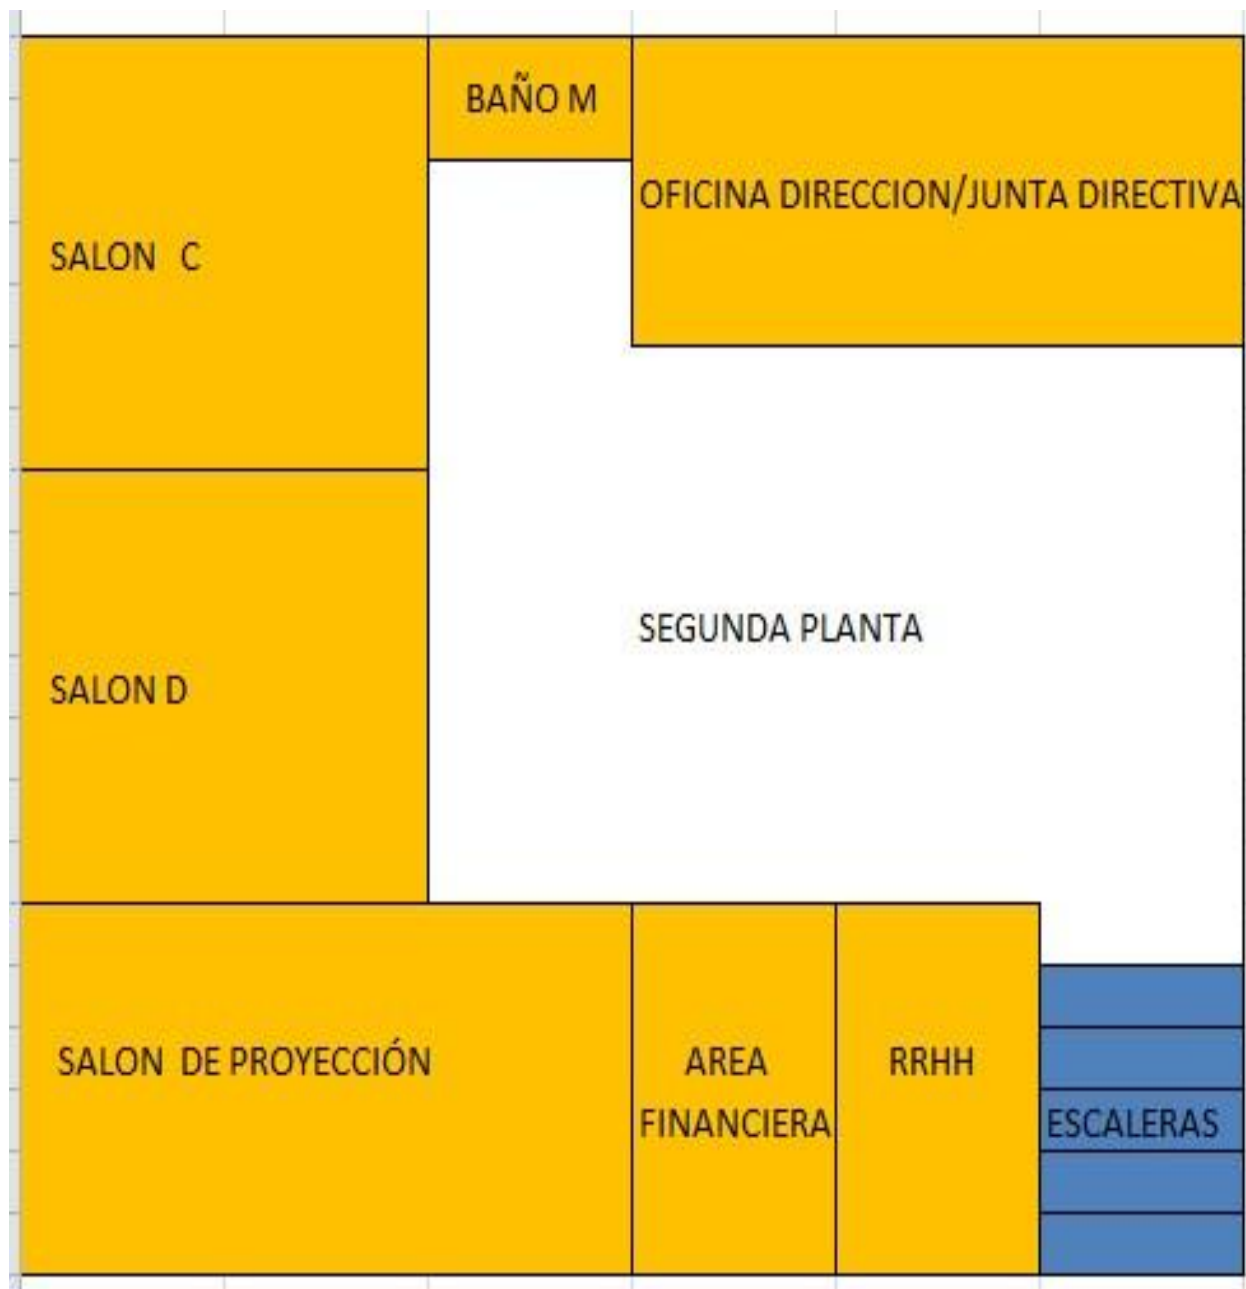 BAÑO M
OFICINA DIRECCION/JUNTA DIRECTIVA
SALON C
SEGUNDA PLANTA
SALON D
SALON DE PROYECCIÓN
AREA
FINANCIERA
RRHH
ESCALERAS